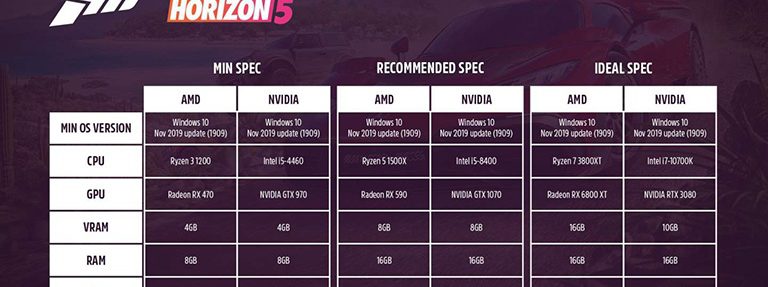 HORIZON 5
MIN SPEC RECOMMENDED SPEC IDEAL SPEC
AMD NVIDIA AMD NVIDIA AMD NVIDIA
MIN OS VERSION Windows 10 Nov 2019 update (1909) Windows 10 Nov 2019 update (1909) Windows 10 Nov 2019 update (1909) Windows 10 Nov 2019 update (1909) Windows 10 Nov 2019 update (1909) Windows 10 Nov 2019 update (1909)
CPU Ryzen 3 1200 Intel i5-4460 Ryzen 5 1500X Intel i5-8400 Ryzen 7 3800XT Intel i7-10700K
GPU Radeon RX 470 NVIDIA GTX 970 Radeon RX 590 NVIDIA GTX 1070 Radeon RX 6800 XT NVIDIA RTX 3080
VRAM 4GB 4GB 8GB 8GB 16GB 10GB
RAM 8GB 8GB 16GB 16GB 16GB 16GB